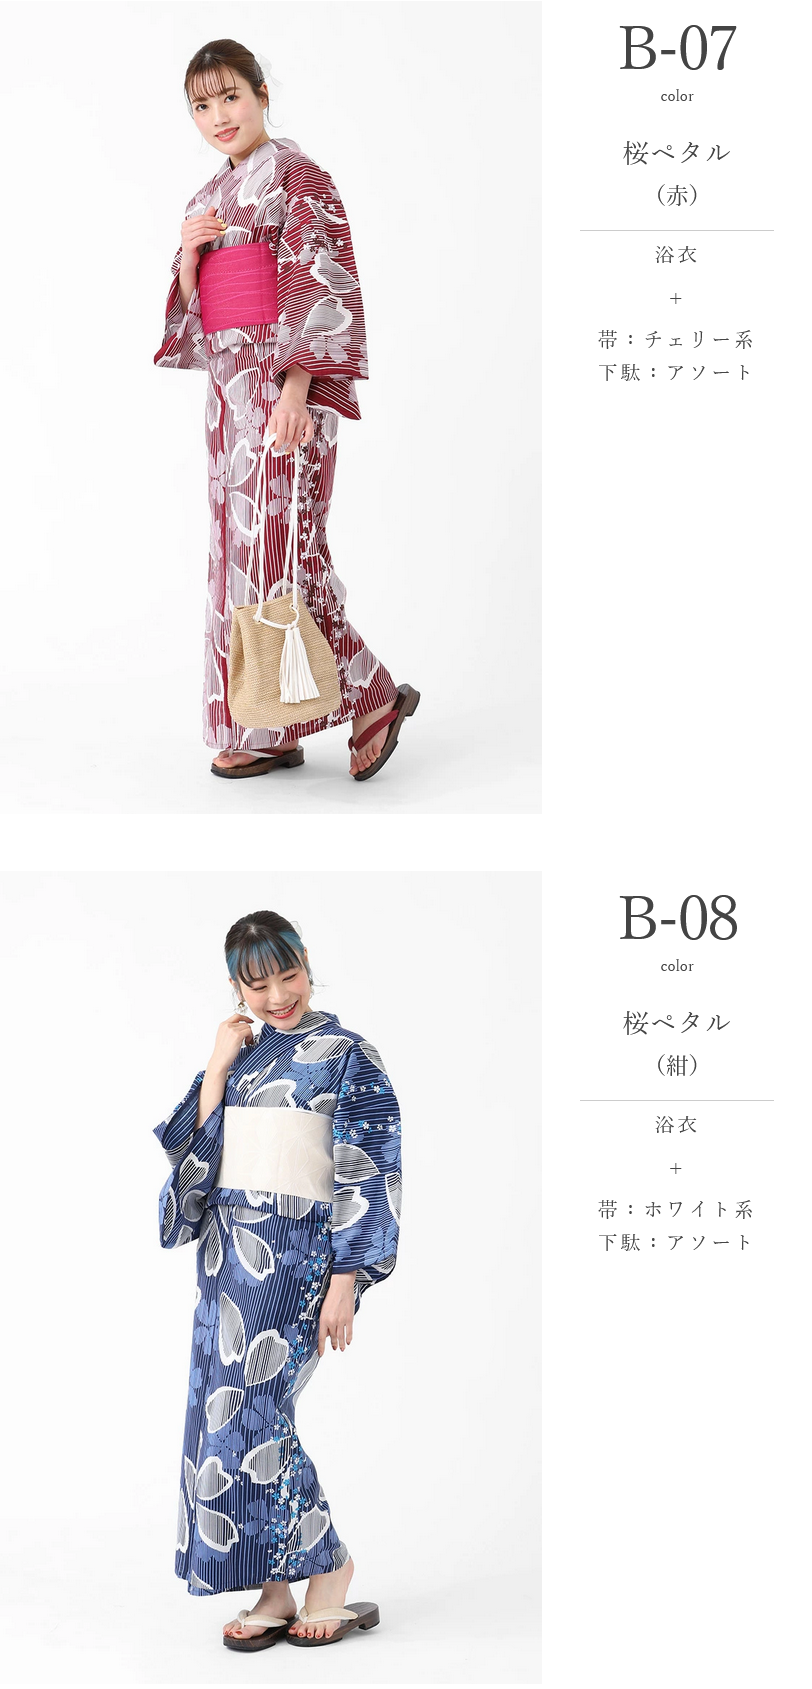 B-07
color
桜ペタル
（赤）
浴衣
+
帯：チェリー系
下駄：アソート
B-08
color
桜ペタル
（紺）
浴衣
+
帯：ホワイト系
下駄：アソート